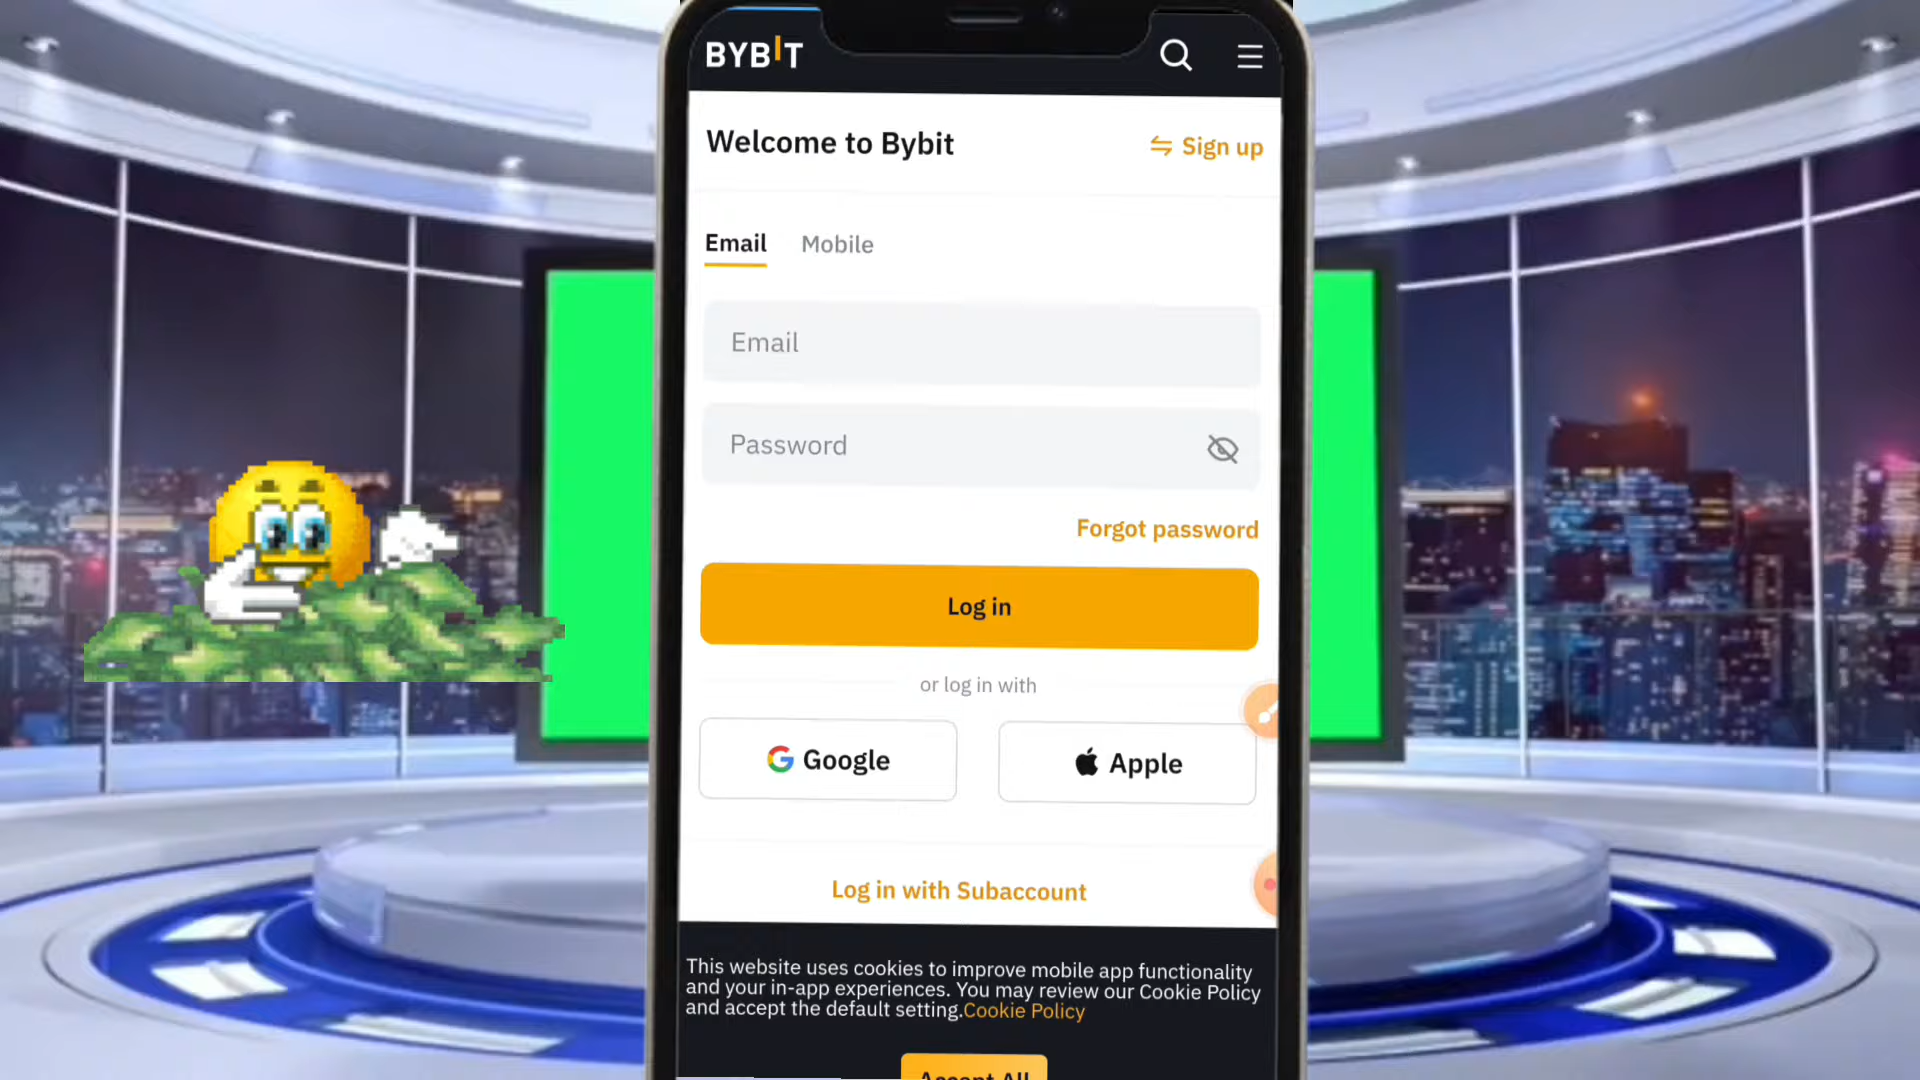 BYBIT
Welcome to Bybit
Sign up
Email
Mobile
Email
Password
Forgot password
Log in
or log in with
Google
Apple
Log in with Subaccount
This website uses cookies to improve mobile app functionality
and your in-app experiences. You may review our Cookie Policy
and accept the default setting.Cookie Policy
Accept All